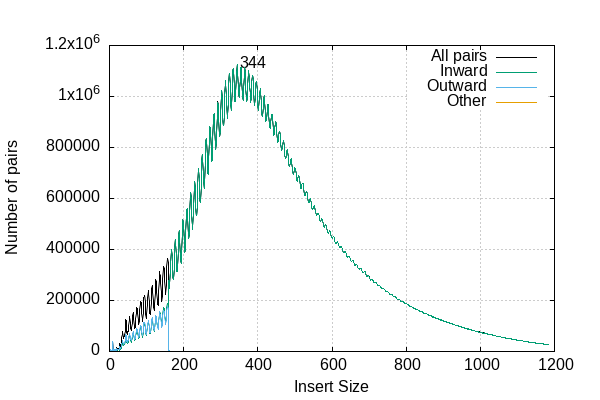 1.2x10^6
1x10^6
800000
600000
400000
200000
0
Number of pairs
344
All pairs
Inward
Outward
Other
0 200 400 600 800 1000 1200
Insert Size